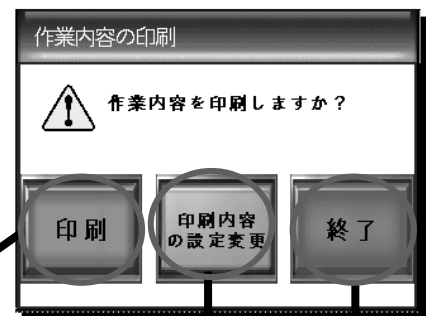 作業内容の印刷
作業内容を印刷しますか？
印刷
印刷内容
の設定変更
終了